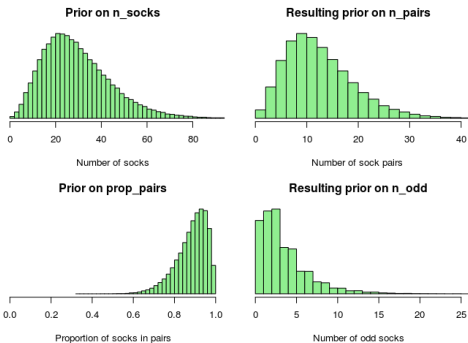 Prior on n_socks
0 20 40 60 80
Number of socks
Resulting prior on n_pairs
0 10 20 30 40
Number of sock pairs
Prior on prop_pairs
0.0 0.2 0.4 0.6 0.8 1.0
Proportion of socks in pairs
Resulting prior on n_odd
0 5 10 15 20 25
Number of odd socks